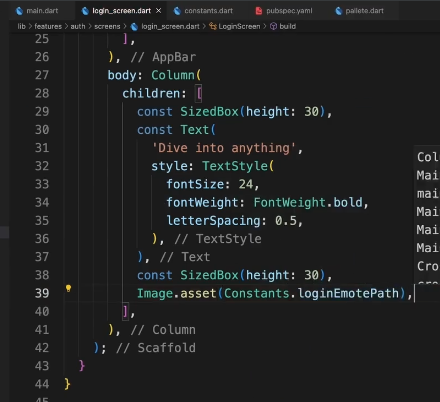 main.dart login_screen.dart × constants.dart pubspec.yaml pallete.dart
lib > features > auth > screens > login_screen.dart > LoginScreen > build
25 ],
26 ), // AppBar
27 body: Column(
28 children: [
29 const SizedBox(height: 30),
30 const Text(
31 'Dive into anything',
32 style: TextStyle(
33 fontSize: 24,
34 fontWeight: FontWeight.bold,
35 letterSpacing: 0.5,
36 ), // TextStyle
37 ), // Text
38 const SizedBox(height: 30),
39 Image.asset(Constants.loginEmotePath),
40 ],
41 ), // Column
42 ); // Scaffold
43 }
44 }
45
Col
Mai
mai
Mai
Mai
Mai
Cro